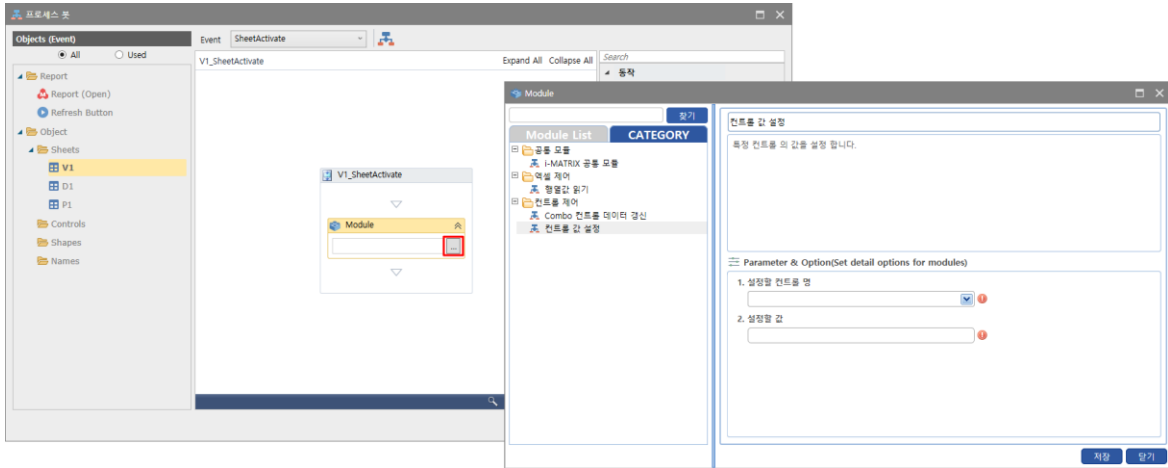 프로세스 봇
Objects (Event)
All Used
Report
Report (Open)
Refresh Button
Object
Sheets
V1
D1
P1
Controls
Shapes
Names
Event SheetActivate
V1_SheetActivate Expand All Collapse All
Search
동작
V1_SheetActivate
Module
...
Module
찾기
Module List CATEGORY
공통 모듈
i-MATRIX 공통 모듈
엑셀 제어
행열값 읽기
컨트롤 제어
Combo 컨트롤 데이터 갱신
컨트롤 값 설정
컨트롤 값 설정
특정 컨트롤 의 값을 설정 합니다.
Parameter & Option(Set detail options for modules)
1. 설정할 컨트롤 명
2. 설정할 값
저장 닫기